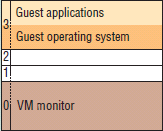 Guest applications
3
Guest operating system
2
1
0 VM monitor